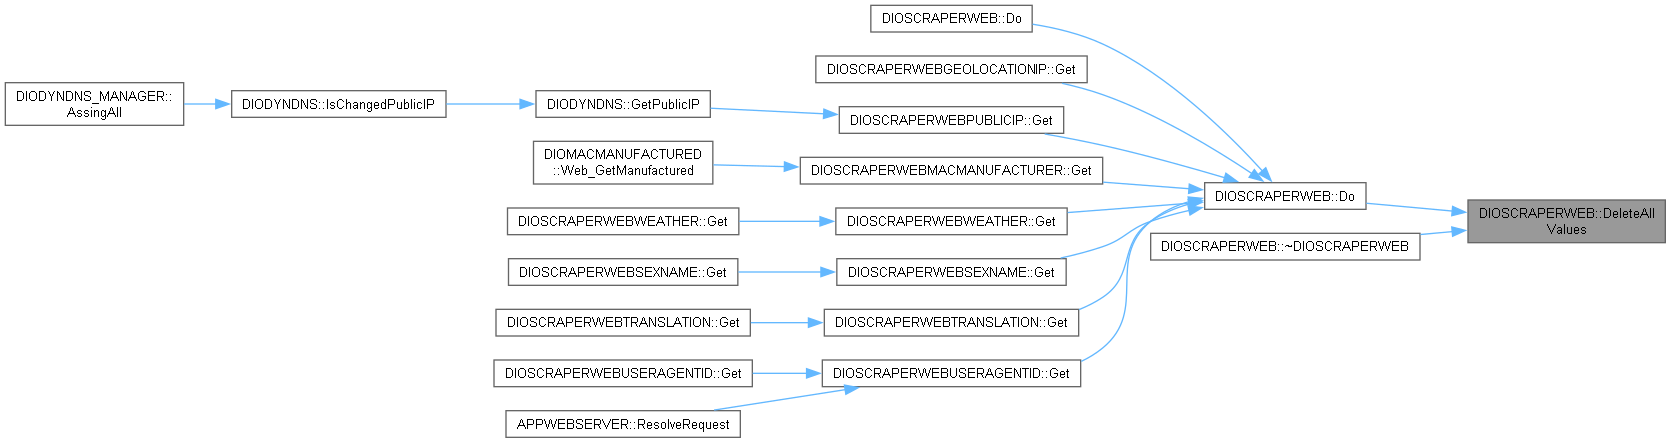 DIOSCRAPERWEB::Do
DIOSCRAPERWEBGEOLOCATIONIP::Get
DIODYNDNS_MANAGER::
AssingAll
DIODYNDNS::IsChangedPublicIP
DIODYNDNS::GetPublicIP
DIOSCRAPERWEBPUBLICIP::Get
DIOMACMANUFACTURED
::Web_GetManufactured
DIOSCRAPERWEBMACMANUFACTURER::Get
DIOSCRAPERWEB::Do
DIOSCRAPERWEB::DeleteAll
Values
DIOSCRAPERWEBWEATHER::Get
DIOSCRAPERWEBWEATHER::Get
DIOSCRAPERWEB::~DIOSCRAPERWEB
DIOSCRAPERWEBSEXNAME::Get
DIOSCRAPERWEBSEXNAME::Get
DIOSCRAPERWEBTRANSLATION::Get
DIOSCRAPERWEBTRANSLATION::Get
DIOSCRAPERWEBUSERAGENTID::Get
DIOSCRAPERWEBUSERAGENTID::Get
APPWEBSERVER::ResolveRequest